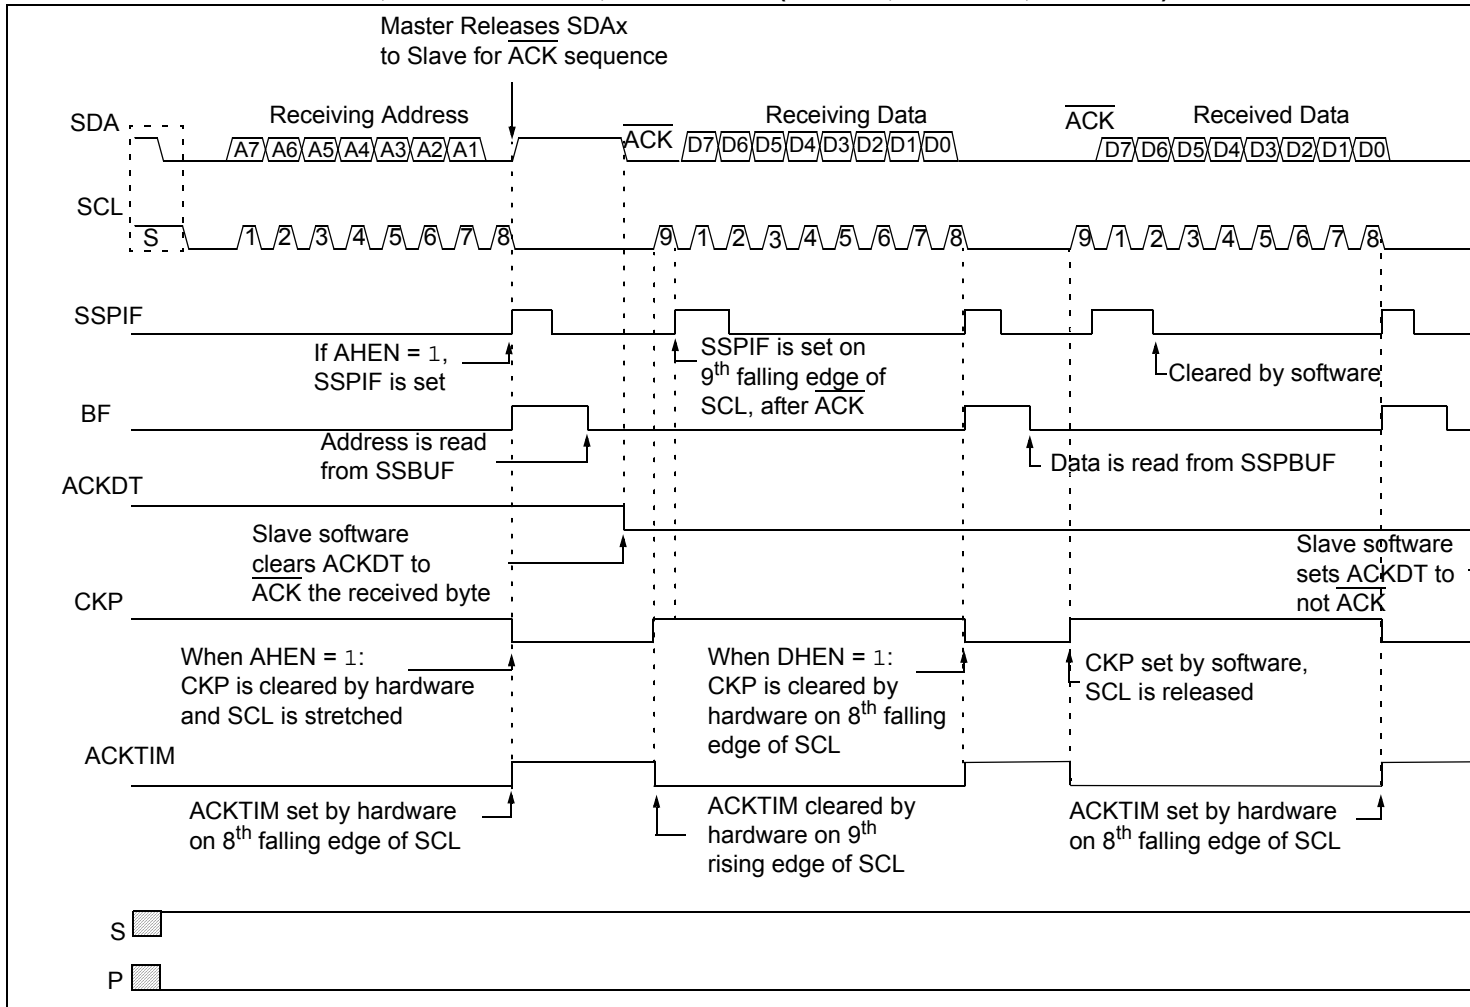 Master Releases SDAx
to Slave for ACK sequence
SDA
Receiving Address
ACK
Receiving Data
ACK
Received Data
A7 A6 A5 A4 A3 A2 A1
D7 D6 D5 D4 D3 D2 D1 D0
D7 D6 D5 D4 D3 D2 D1 D0
SCL
S
1 2 3 4 5 6 7 8
9 1 2 3 4 5 6 7 8
9 1 2 3 4 5 6 7 8
SSPIF
If AHEN = 1,
SSPIF is set
SSPIF is set on
9th falling edge of
SCL, after ACK
Cleared by software
BF
Address is read
from SSBUF
Data is read from SSPBUF
ACKDT
Slave software
clears ACKDT to
ACK the received byte
Slave software
sets ACKDT to
not ACK
CKP
When AHEN = 1:
CKP is cleared by hardware
and SCL is stretched
When DHEN = 1:
CKP is cleared by
hardware on 8th falling
edge of SCL
CKP set by software,
SCL is released
ACKTIM
ACKTIM set by hardware
on 8th falling edge of SCL
ACKTIM cleared by
hardware on 9th
rising edge of SCL
ACKTIM set by hardware
on 8th falling edge of SCL
S
P